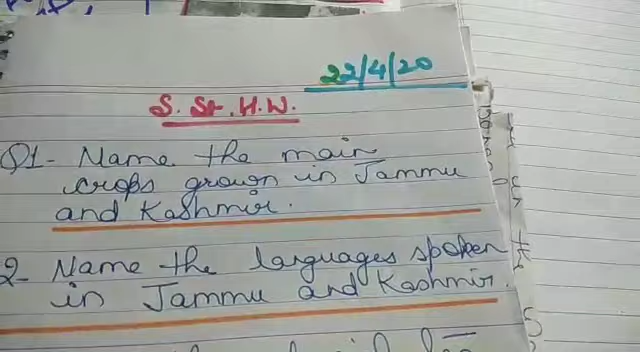 22/4/20
S. St. H.W.
Q1- Name the main
crops grown in Jammu
and Kashmir.
2- Name the languages spoken
in Jammu and Kashmir.